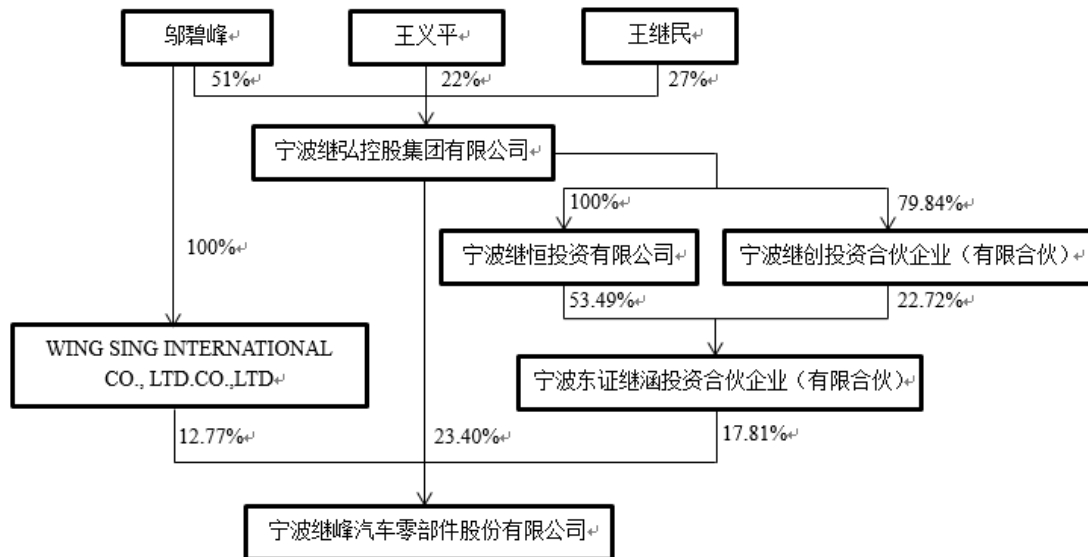 邬碧峰
王义平
王继民
51%
22%
27%
宁波继弘控股集团有限公司
100%
79.84%
100%
宁波继恒投资有限公司
宁波继创投资合伙企业（有限合伙）
53.49%
22.72%
WING SING INTERNATIONAL
CO., LTD.CO.,LTD
宁波东证继涵投资合伙企业（有限合伙）
12.77%
23.40%
17.81%
宁波继峰汽车零部件股份有限公司